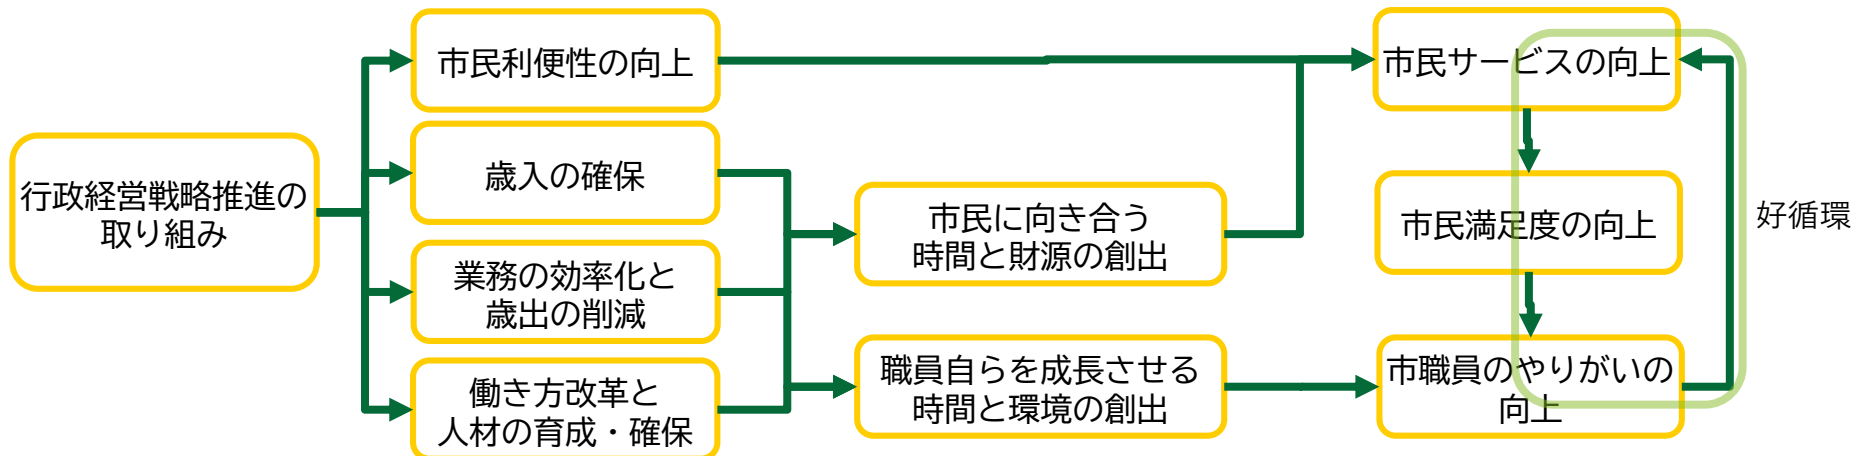 行政経営戦略推進の
取り組み
市民利便性の向上
歳入の確保
業務の効率化と
歳出の削減
働き方改革と
人材の育成・確保
市民に向き合う
時間と財源の創出
職員自らを成長させる
時間と環境の創出
市民サービスの向上
市民満足度の向上
市職員のやりがいの
向上
好循環